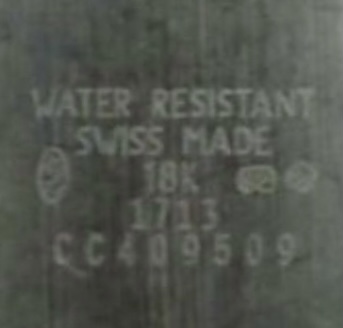 WATER RESISTANT
SWISS MADE
18K
1713
CC409509